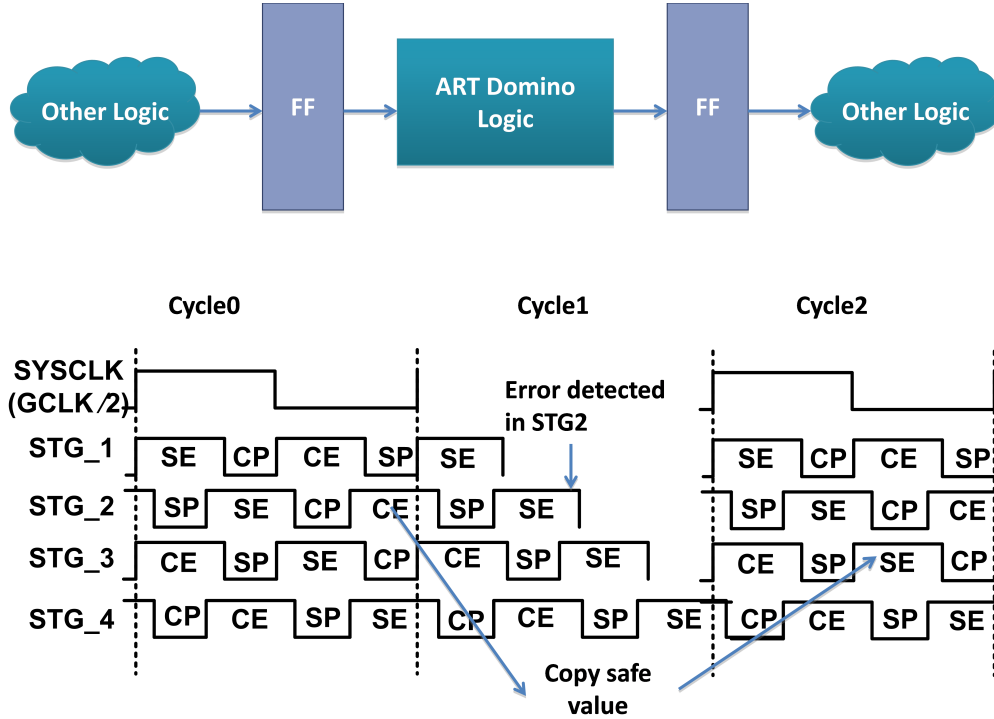 Other Logic
FF
ART Domino
Logic
FF
Other Logic
Cycle0
Cycle1
Cycle2
SYSCLK
(GCLK/2)
Error detected
in STG2
STG_1
SE CP CE SP SE SE CP CE SP
STG_2
SP SE CP CE SP SE SP SE CP CE
STG_3
CE SP SE CP CE SP SE CE SP SE CP
STG_4
CP CE SP SE CP CE SP SE CP CE SP SE
Copy safe
value